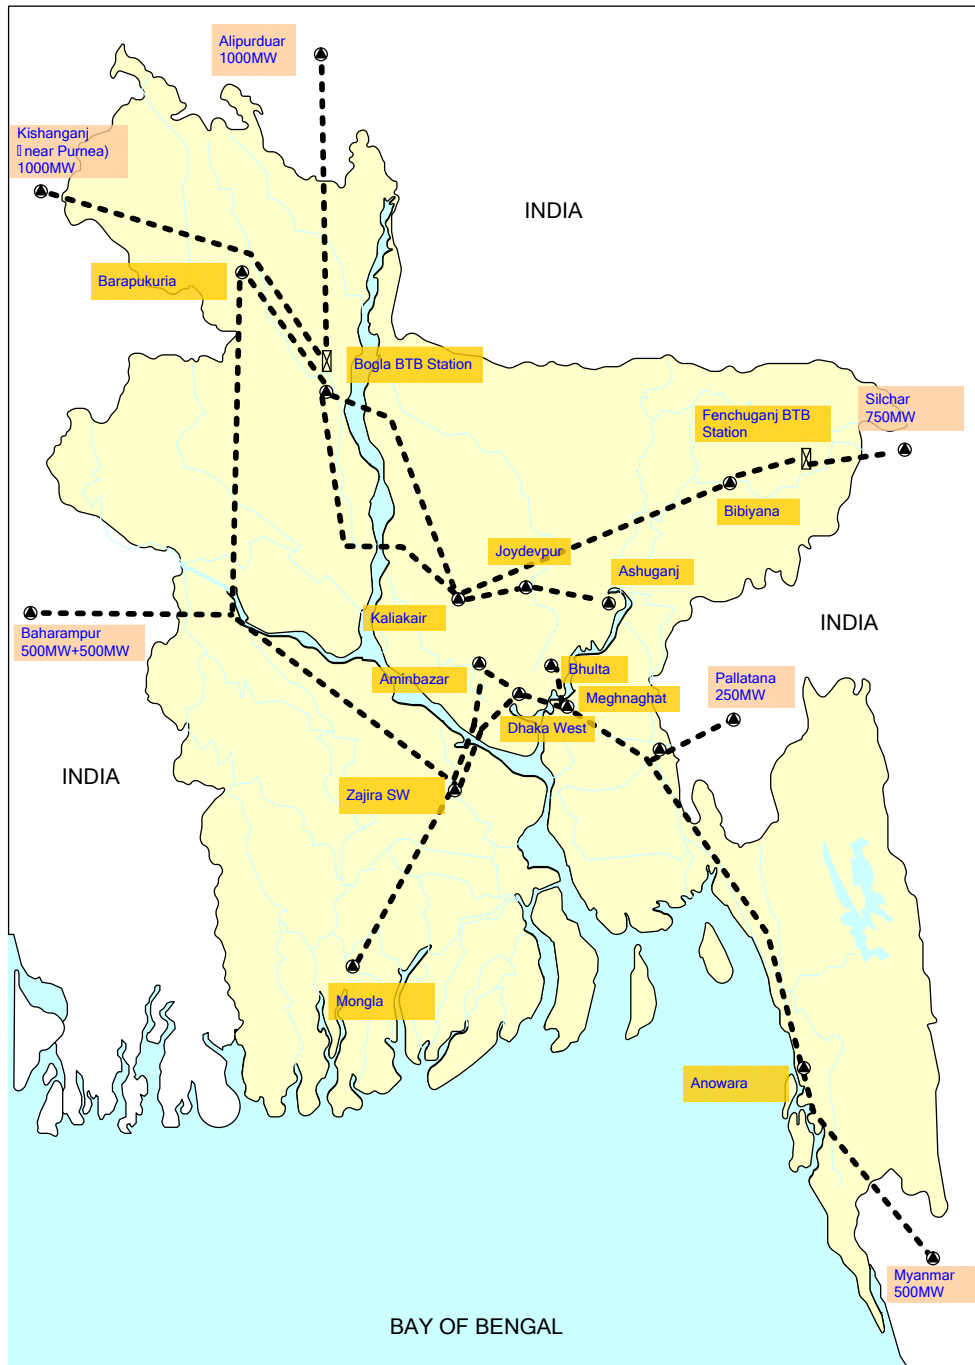 Alipurduar
1000MW
Kishanganj
near Purnea)
1000MW
INDIA
Barapukuria
Bogla BTB Station
Silchar
750MW
Fenchuganj BTB
Station
Bibiyana
Joydevpur
Ashuganj
Kaliakair
INDIA
Baharampur
500MW+500MW
Aminbazar
Bhulta
Pallatana
250MW
Meghnaghat
Dhaka West
INDIA
Zajira SW
Mongla
Anowara
Myanmar
500MW
BAY OF BENGAL